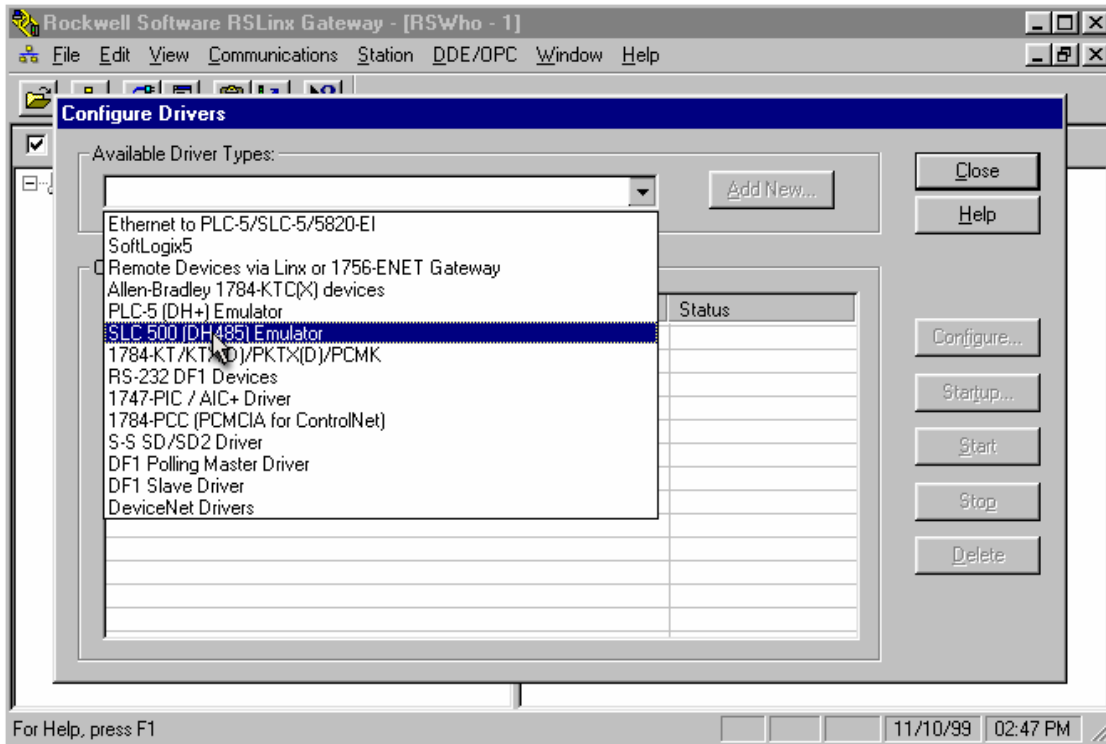 Rockwell Software RSLinx Gateway - [RSWho - 1]
File Edit View Communications Station DDE/OPC Window Help
Configure Drivers
Available Driver Types:
Add New...
Close
Help
Ethernet to PLC-5/SLC-5/5820-EI
SoftLogix5
Remote Devices via Linx or 1756-ENET Gateway
Allen-Bradley 1784-KTC(X) devices
PLC-5 (DH+) Emulator
SLC 500 (DH485) Emulator
1784-KT/KTX(D)/PKTX(D)/PCMK
RS-232 DF1 Devices
1747-PIC / AIC+ Driver
1784-PCC (PCMCIA for ControlNet)
S-S SD/SD2 Driver
DF1 Polling Master Driver
DF1 Slave Driver
DeviceNet Drivers
Status
Configure...
Startup...
Start
Stop
Delete
For Help, press F1
11/10/99 02:47 PM